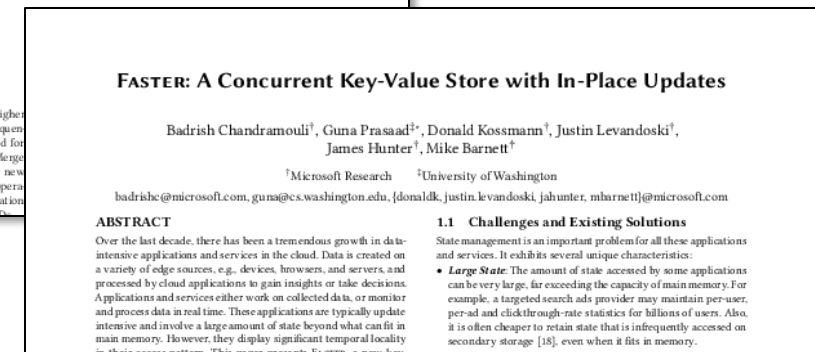 FASTER: A Concurrent Key-Value Store with In-Place Updates
Badrish Chandramouli†, Guna Prasaad‡*, Donald Kossmann†, Justin Levandoski†,
James Hunter†, Mike Barnett†
†Microsoft Research ‡University of Washington
badrishc@microsoft.com, guna@cs.washington.edu, {donaldk, justin.levandoski, jahunter, mbarnett}@microsoft.com
ABSTRACT
Over the last decade, there has been a tremendous growth in data-
intensive applications and services in the cloud. Data is created on
a variety of edge sources, e.g., devices, browsers, and servers, and
processed by cloud applications to gain insights or take decisions.
Applications and services either work on collected data, or monitor
and process data in real time. These applications are typically update
intensive and involve a large amount of state beyond what can fit in
main memory. However, they display significant temporal locality
1.1 Challenges and Existing Solutions
State management is an important problem for all these applications
and services. It exhibits several unique characteristics:
• Large State: The amount of state accessed by some applications
can be very large, far exceeding the capacity of main memory. For
example, a targeted search ads provider may maintain per-user,
per-ad and clickthrough-rate statistics for billions of users. Also,
it is often cheaper to retain state that is infrequently accessed on
secondary storage [18], even when it fits in memory.